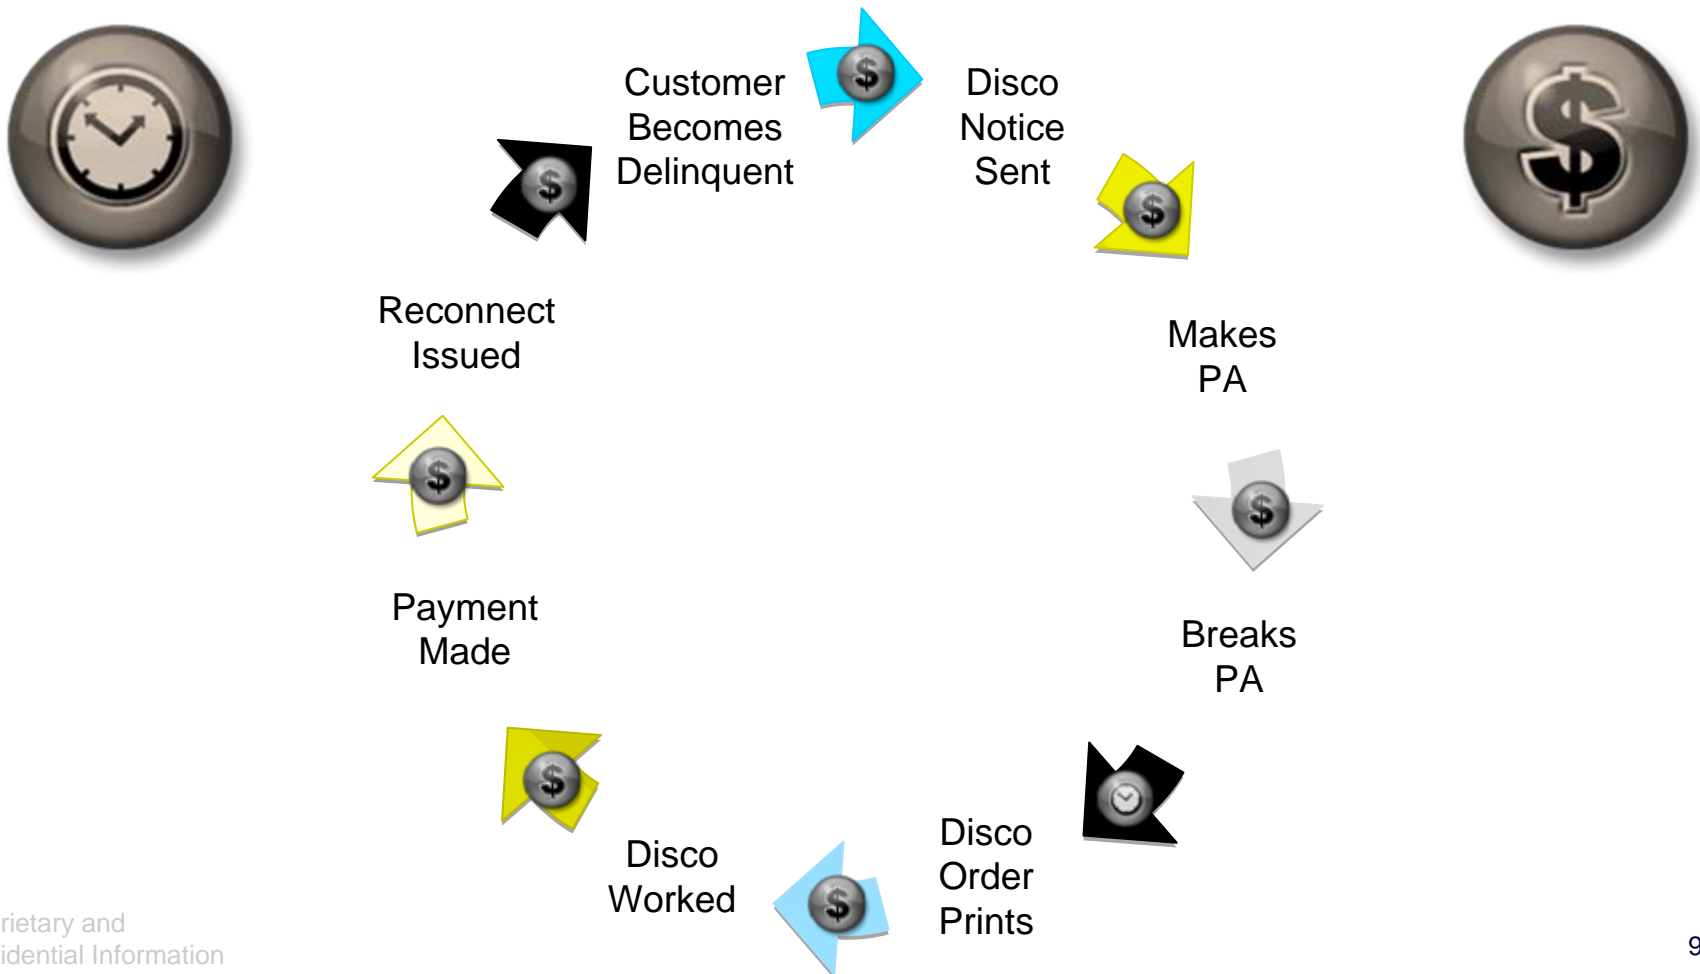 Customer
Becomes
Delinquent
Disco
Notice
Sent
Makes
PA
Breaks
PA
Disco
Order
Prints
Disco
Worked
Payment
Made
Reconnect
Issued
rietary and
idential Information
9